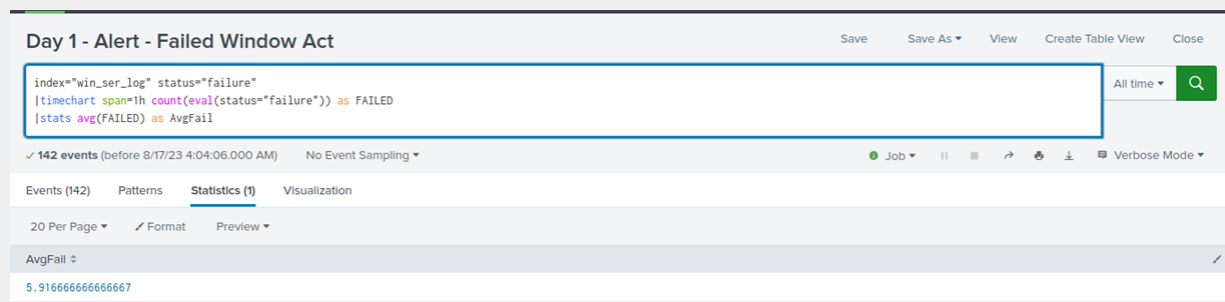 Day 1 - Alert - Failed Window Act
Save Save As View Create Table View Close
index="win_ser_log" status="failure"
|timechart span=1h count(eval(status="failure")) as FAILED
|stats avg(FAILED) as AvgFail
All time
142 events (before 8/17/23 4:04:06.000 AM) No Event Sampling Job Verbose Mode
Events (142) Patterns Statistics (1) Visualization
20 Per Page Format Preview
AvgFail
5.916666666666667